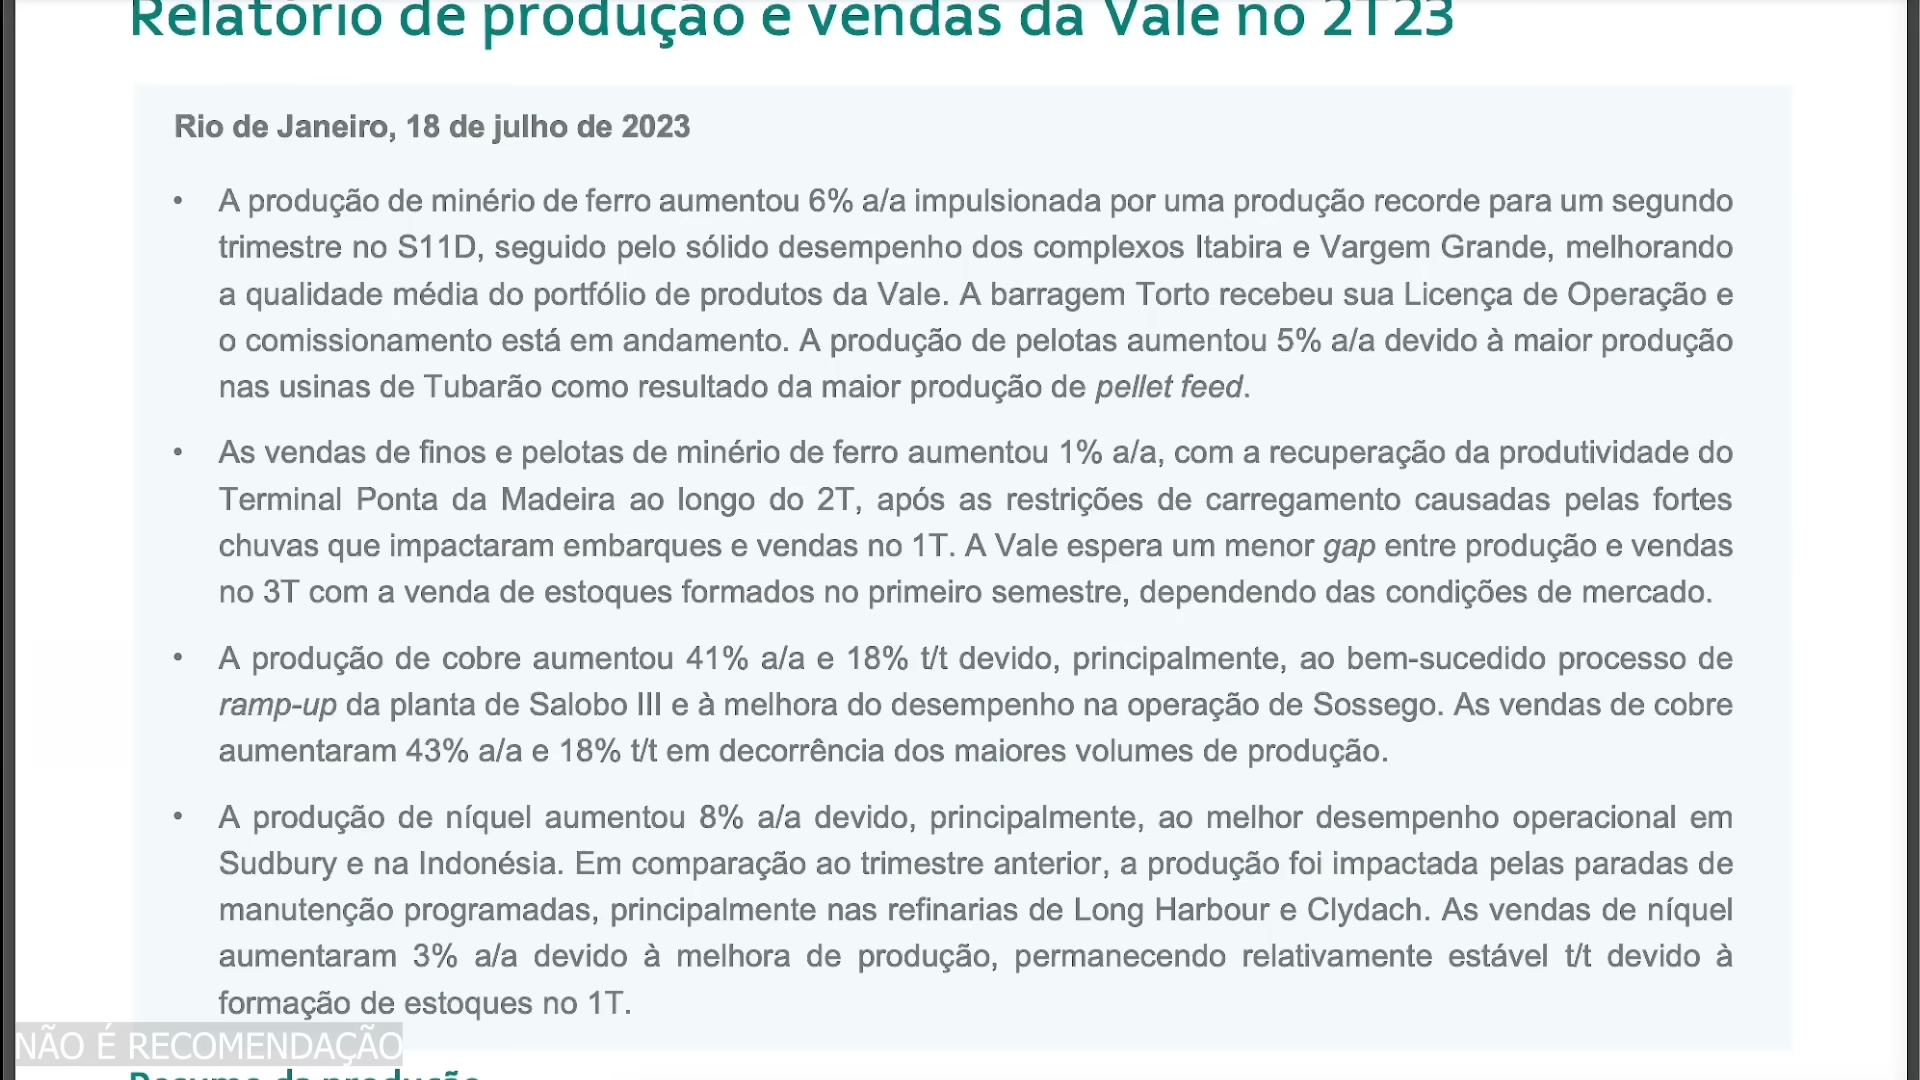 Relatório de produção e vendas da Vale no 2T23
Rio de Janeiro, 18 de julho de 2023
• A produção de minério de ferro aumentou 6% a/a impulsionada por uma produção recorde para um segundo
trimestre no S11D, seguido pelo sólido desempenho dos complexos Itabira e Vargem Grande, melhorando
a qualidade média do portfólio de produtos da Vale. A barragem Torto recebeu sua Licença de Operação e
o comissionamento está em andamento. A produção de pelotas aumentou 5% a/a devido à maior produção
nas usinas de Tubarão como resultado da maior produção de pellet feed.
• As vendas de finos e pelotas de minério de ferro aumentou 1% a/a, com a recuperação da produtividade do
Terminal Ponta da Madeira ao longo do 2T, após as restrições de carregamento causadas pelas fortes
chuvas que impactaram embarques e vendas no 1T. A Vale espera um menor gap entre produção e vendas
no 3T com a venda de estoques formados no primeiro semestre, dependendo das condições de mercado.
• A produção de cobre aumentou 41% a/a e 18% t/t devido, principalmente, ao bem-sucedido processo de
ramp-up da planta de Salobo III e à melhora do desempenho na operação de Sossego. As vendas de cobre
aumentaram 43% a/a e 18% t/t em decorrência dos maiores volumes de produção.
• A produção de níquel aumentou 8% a/a devido, principalmente, ao melhor desempenho operacional em
Sudbury e na Indonésia. Em comparação ao trimestre anterior, a produção foi impactada pelas paradas de
manutenção programadas, principalmente nas refinarias de Long Harbour e Clydach. As vendas de níquel
aumentaram 3% a/a devido à melhora de produção, permanecendo relativamente estável t/t devido à
formação de estoques no 1T.
NÃO É RECOMENDAÇÃO
Resumo da produção